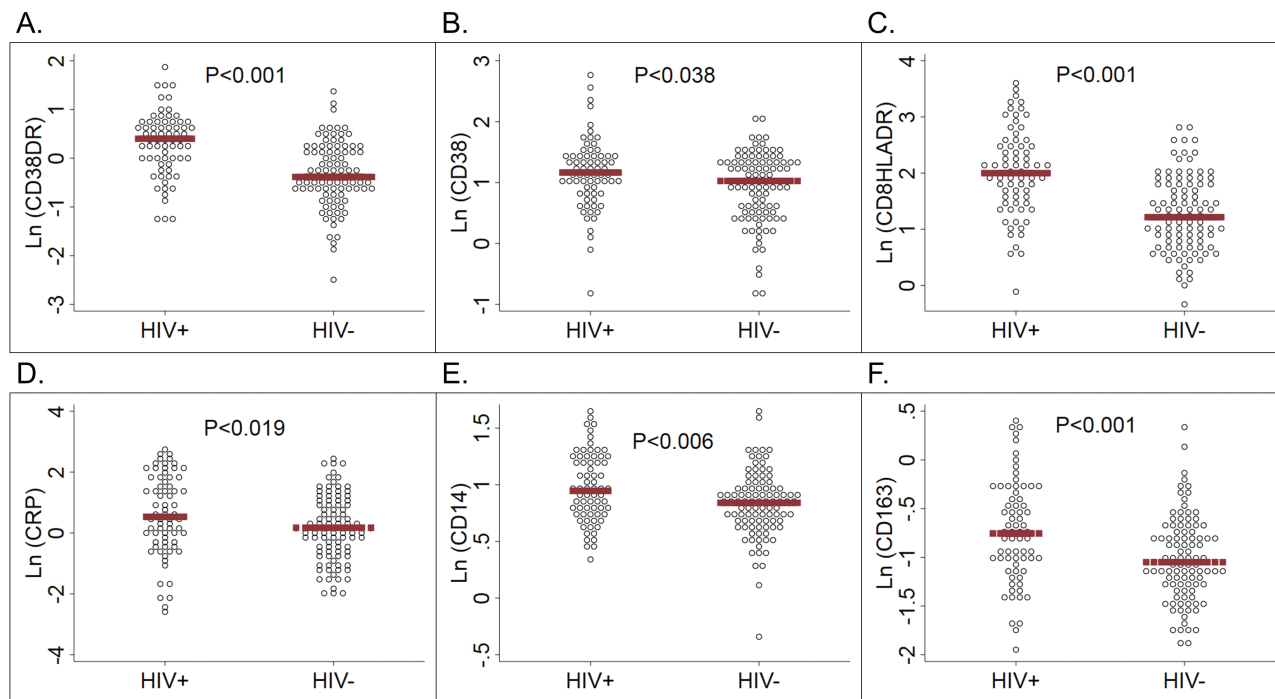 A.
Ln (CD38DR)
2
1
0
-1
-2
-3
P<0.001
HIV+ HIV-
B.
Ln (CD38)
3
2
1
0
-1
P<0.038
HIV+ HIV-
C.
Ln (CD8HLADR)
4
3
2
1
0
P<0.001
HIV+ HIV-
D.
Ln (CRP)
4
2
0
-2
-4
P<0.019
HIV+ HIV-
E.
Ln (CD14)
1.5
1
.5
0
-.5
P<0.006
HIV+ HIV-
F.
Ln (CD163)
.5
0
-.5
-1
-1.5
-2
P<0.001
HIV+ HIV-